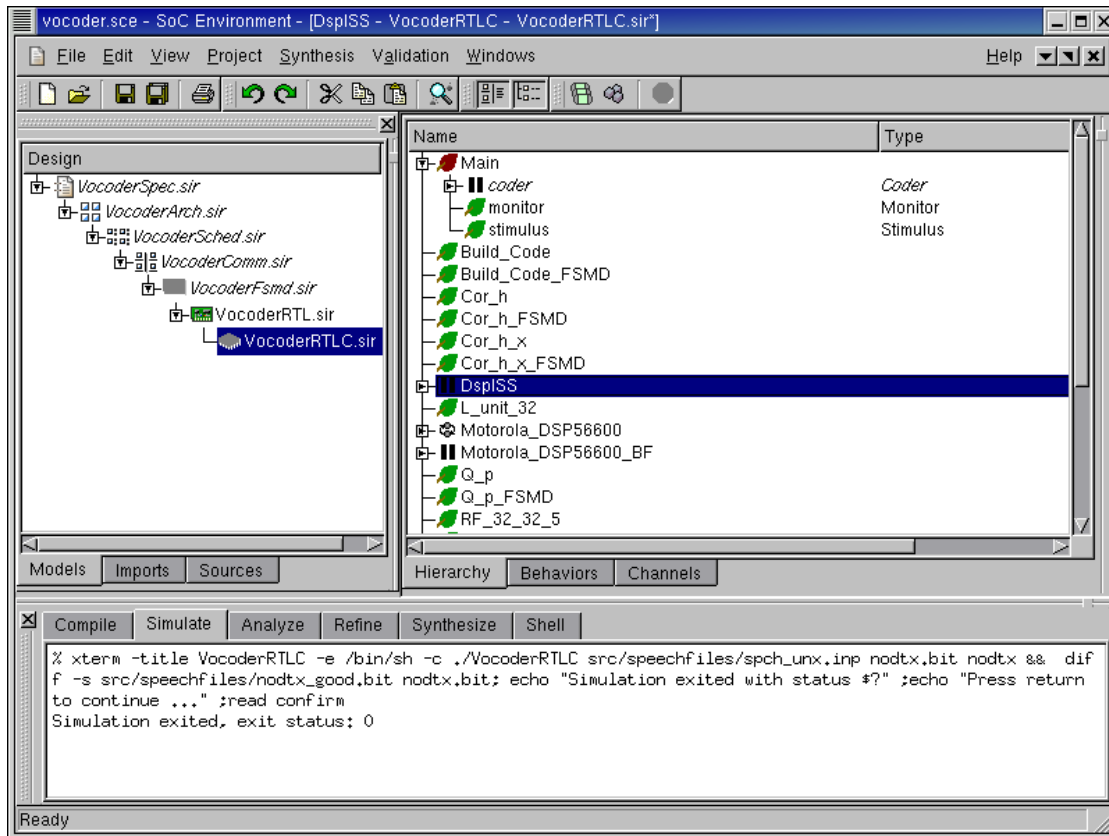 vocoder.sce - SoC Environment - [DspISS - VocoderRTLC - VocoderRTLC.sir*]
File Edit View Project Synthesis Validation Windows Help
Design
VocoderSpec.sir
VocoderArch.sir
VocoderSched.sir
VocoderComm.sir
VocoderFsmd.sir
VocoderRTL.sir
VocoderRTLC.sir
Models Imports Sources
Name Type
Main
coder Coder
monitor Monitor
stimulus Stimulus
Build_Code
Build_Code_FSMD
Cor_h
Cor_h_FSMD
Cor_h_x
Cor_h_x_FSMD
DspISS
L_unit_32
Motorola_DSP56600
Motorola_DSP56600_BF
Q_p
Q_p_FSMD
RF_32_32_5
Hierarchy Behaviors Channels
Compile Simulate Analyze Refine Synthesize Shell
% xterm -title VocoderRTLC -e /bin/sh -c ./VocoderRTLC src/speechfiles/spch_unx.inp nodtx.bit nodtx && dif
f -s src/speechfiles/nodtx_good.bit nodtx.bit; echo "Simulation exited with status $?" ;echo "Press return
to continue ..." ;read confirm
Simulation exited, exit status: 0
Ready